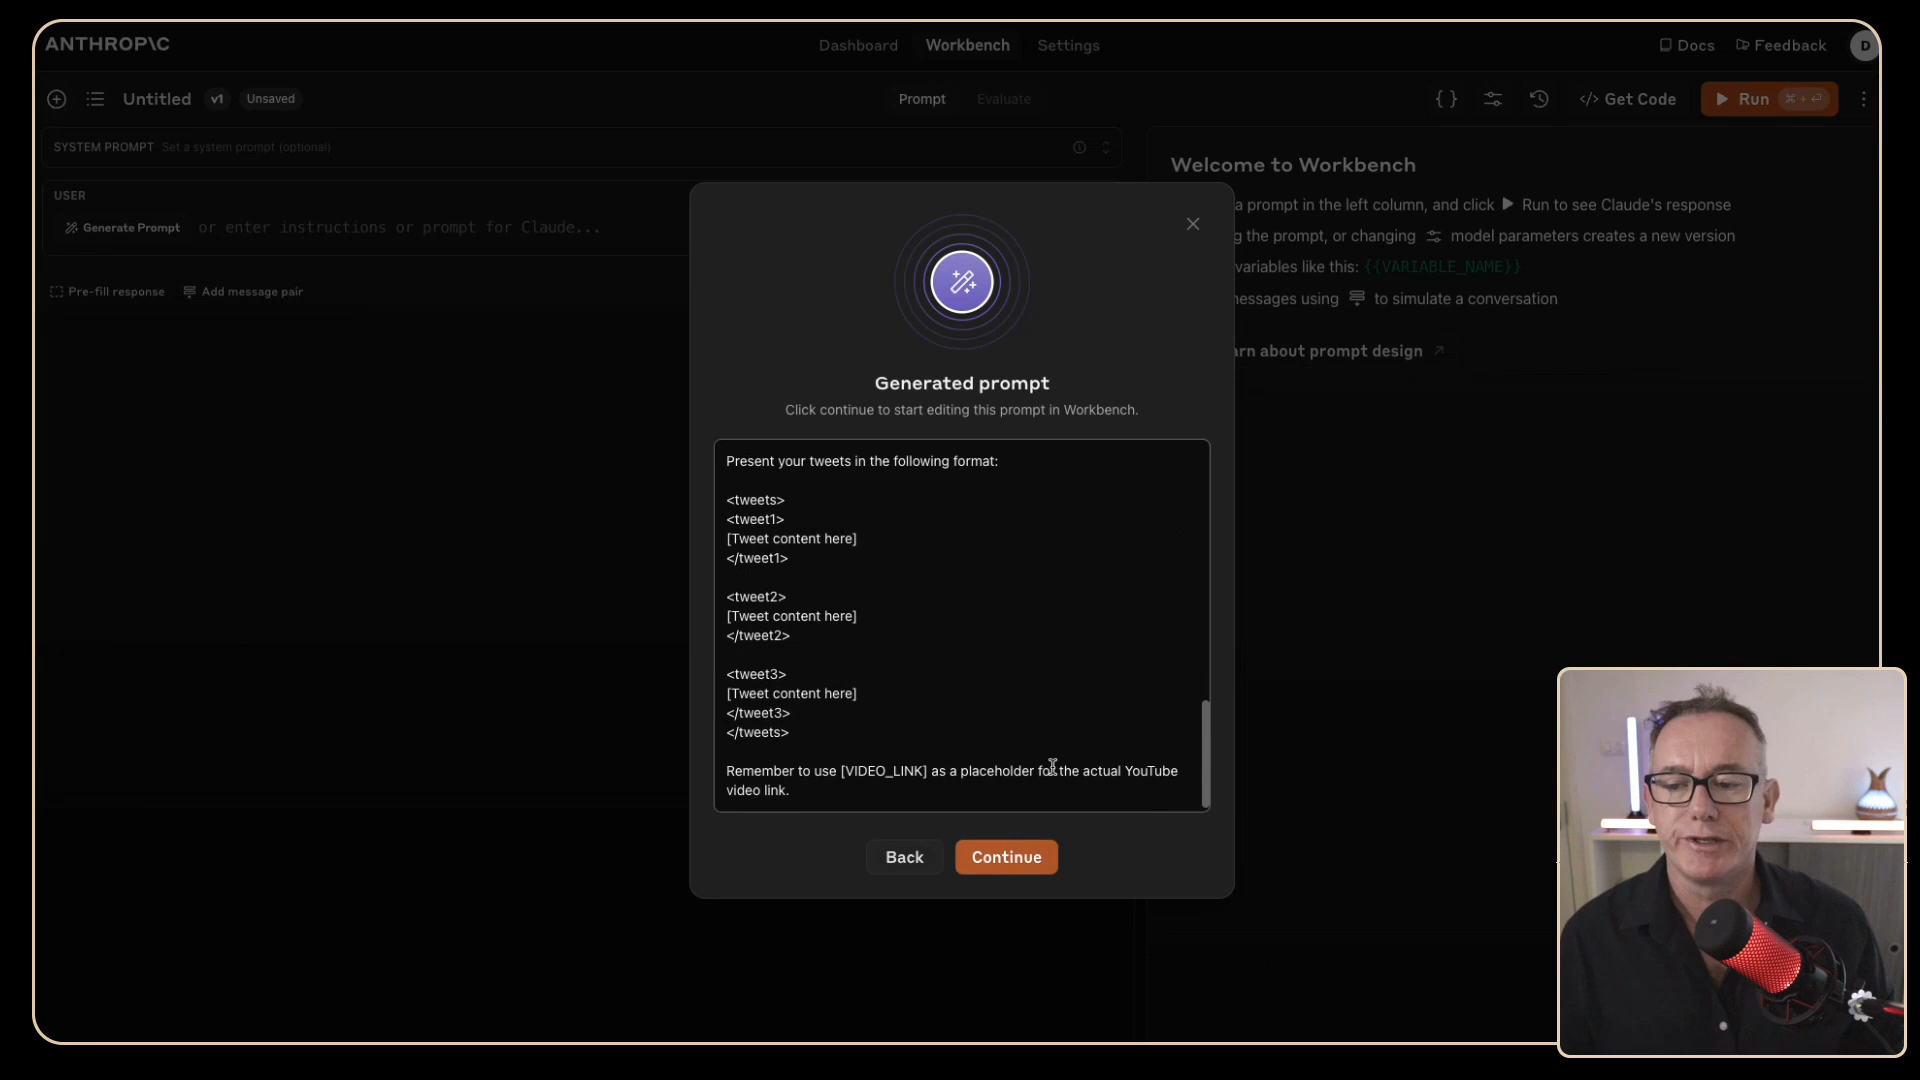 ANTHROP\C
Dashboard
Workbench
Settings
Docs
Feedback
D
Untitled
v1
Unsaved
Prompt
Evaluate
{ }
</> Get Code
Run
SYSTEM PROMPT Set a system prompt (optional)
USER
Generate Prompt or enter instructions or prompt for Claude...
Pre-fill response
Add message pair
Welcome to Workbench
a prompt in the left column, and click Run to see Claude's response
g the prompt, or changing model parameters creates a new version
variables like this: {{VARIABLE_NAME}}
nessages using to simulate a conversation
arn about prompt design
Generated prompt
Click continue to start editing this prompt in Workbench.
Present your tweets in the following format:
<tweets>
<tweet1>
[Tweet content here]
</tweet1>
<tweet2>
[Tweet content here]
</tweet2>
<tweet3>
[Tweet content here]
</tweet3>
</tweets>
Remember to use [VIDEO_LINK] as a placeholder for the actual YouTube
video link.
Back
Continue